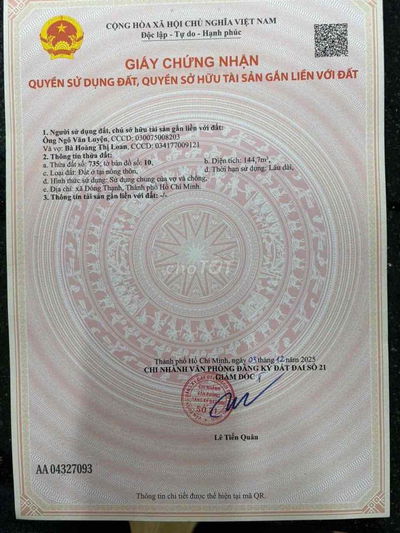 CỘNG HÒA XÃ HỘI CHỦ NGHĨA VIỆT NAM
Độc lập - Tự do - Hạnh phúc
GIẤY CHỨNG NHẬN
QUYỀN SỬ DỤNG ĐẤT, QUYỀN SỞ HỮU TÀI SẢN GẮN LIỀN VỚI ĐẤT
1. Người sử dụng đất, chủ sở hữu tài sản gắn liền với đất:
Ông Ngô Văn Luyện, CCCD: 030075008203
Và vợ: Bà Hoàng Thị Loan, CCCD: 034177009121
2. Thông tin thửa đất:
a. Thửa đất số: 735, tờ bản đồ số: 10. b. Diện tích: 144,7m².
c. Loại đất: Đất ở tại nông thôn, d. Thời hạn sử dụng: Lâu dài,
đ. Hình thức sử dụng: Sử dụng chung của vợ và chồng,
e. Địa chỉ: xã Đông Thạnh, Thành phố Hồ Chí Minh.
3. Thông tin tài sản gắn liền với đất: -/-
chợTỐT
Thành phố Hồ Chí Minh, ngày 03 tháng 12 năm 2025
CHI NHÁNH VĂN PHÒNG ĐĂNG KÝ ĐẤT ĐAI SỐ 21
GIÁM ĐỐC
CHI NHÁNH
VĂN PHÒNG
Lê Tiến Quân
AA 04327093
Thông tin chi tiết được thể hiện tại mã QR.